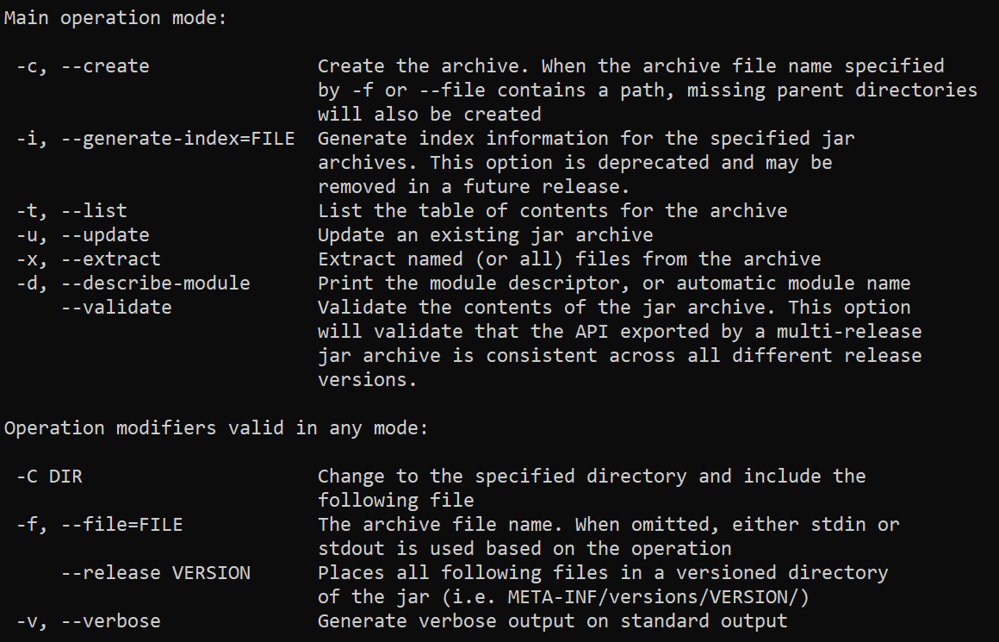 Main operation mode:
-c, --create Create the archive. When the archive file name specified
by -f or --file contains a path, missing parent directories
will also be created
-i, --generate-index=FILE Generate index information for the specified jar
archives. This option is deprecated and may be
removed in a future release.
-t, --list List the table of contents for the archive
-u, --update Update an existing jar archive
-x, --extract Extract named (or all) files from the archive
-d, --describe-module Print the module descriptor, or automatic module name
--validate Validate the contents of the jar archive. This option
will validate that the API exported by a multi-release
jar archive is consistent across all different release
versions.
Operation modifiers valid in any mode:
-C DIR Change to the specified directory and include the
following file
-f, --file=FILE The archive file name. When omitted, either stdin or
stdout is used based on the operation
--release VERSION Places all following files in a versioned directory
of the jar (i.e. META-INF/versions/VERSION/)
-v, --verbose Generate verbose output on standard output